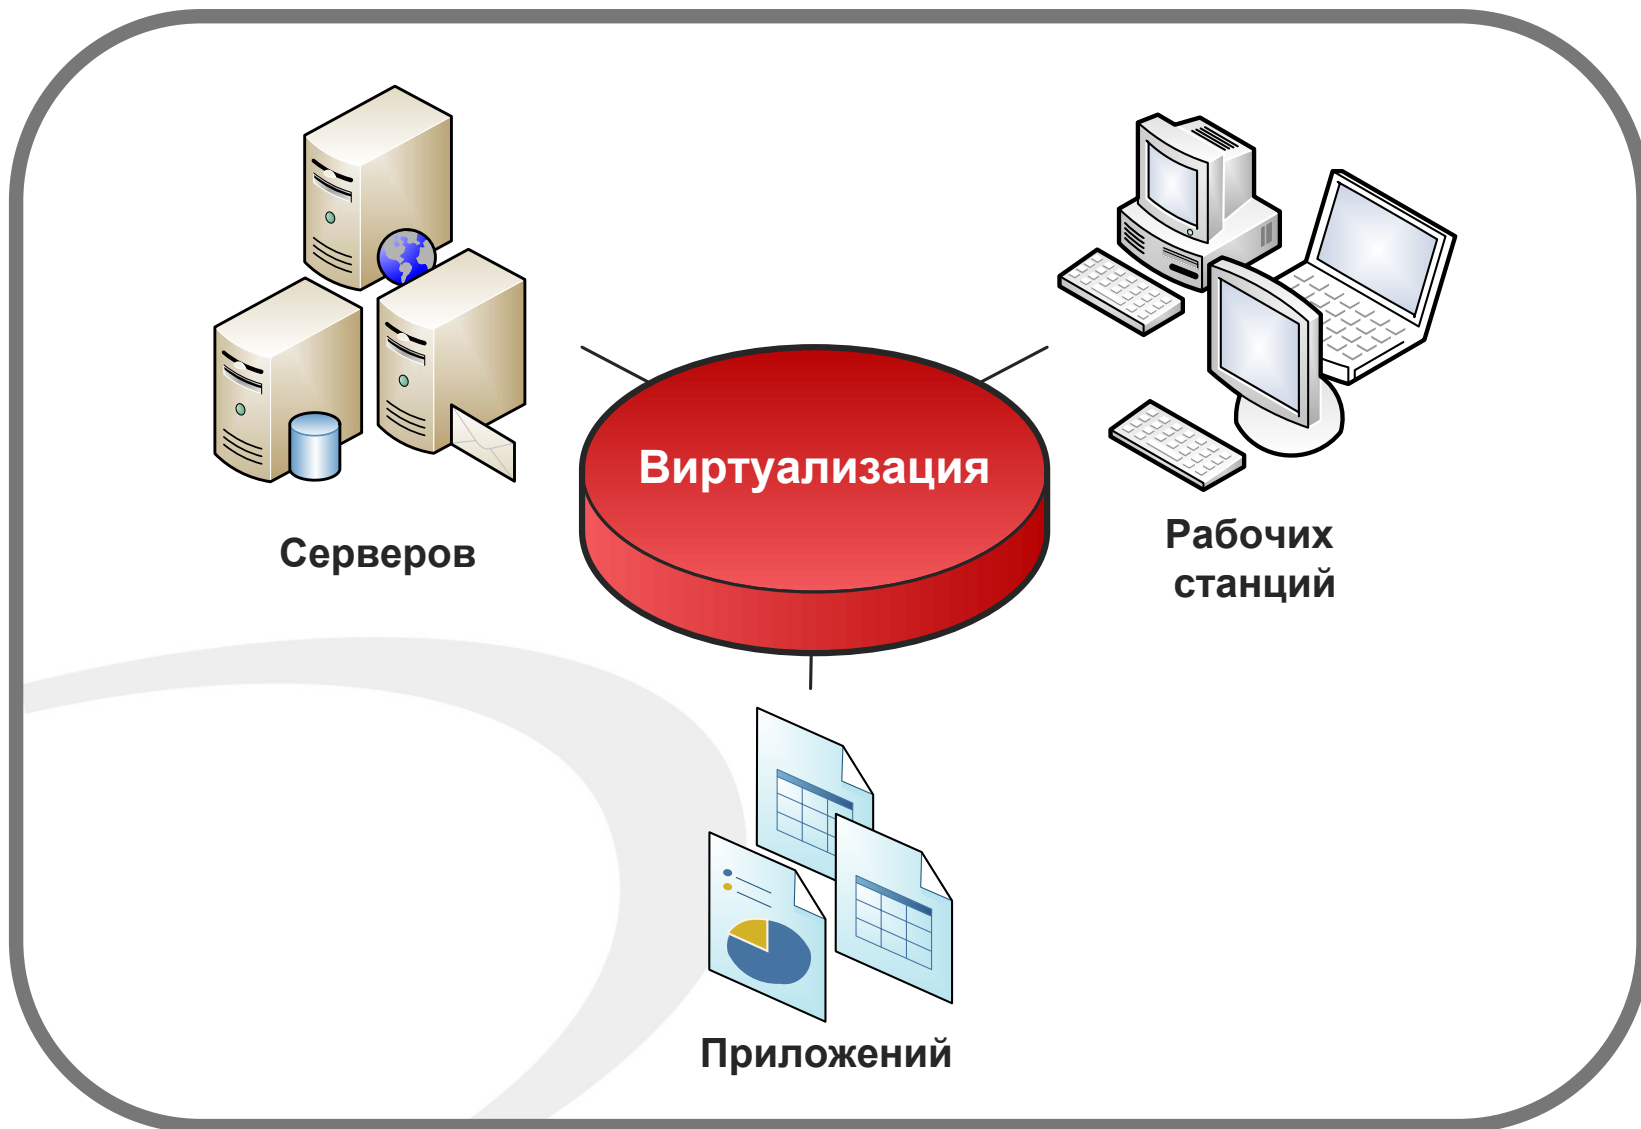 Виртуализация
Серверов
Рабочих
станций
Приложений